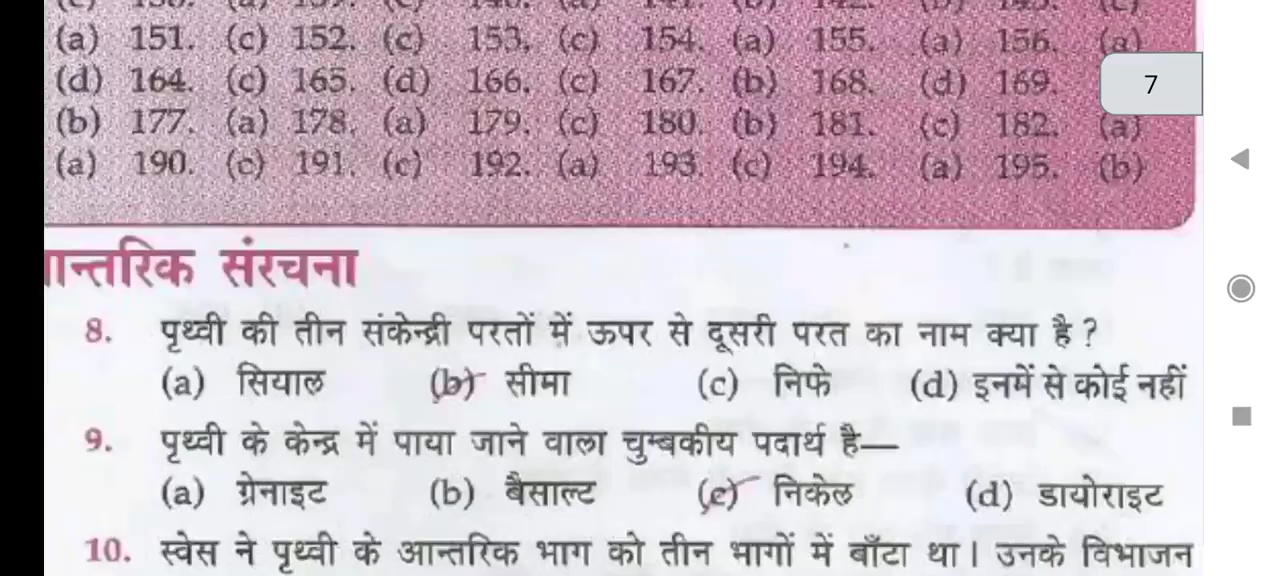 (a) 151. (c) 152. (c) 153. (c) 154. (a) 155. (a) 156. (a)
(d) 164. (c) 165. (d) 166. (c) 167. (b) 168. (d) 169.
7
(b) 177. (a) 178. (a) 179. (c) 180. (b) 181. (c) 182. (a)
(a) 190. (c) 191. (c) 192. (a) 193. (c) 194. (a) 195. (b)
संरचना
8. पृथ्वी की तीन संकेन्द्री परतों में ऊपर से दूसरी परत का नाम क्या है ?
(a) सियाल (b) सीमा (c) निफे (d) इनमें से कोई नहीं
9. पृथ्वी के केन्द्र में पाया जाने वाला चुम्बकीय पदार्थ है—
(a) ग्रेनाइट (b) बैसाल्ट (c) निकेल (d) डायोराइट
10. स्वेस ने पृथ्वी के आन्तरिक भाग को तीन भागों में बाँटा था। उनके विभाजन